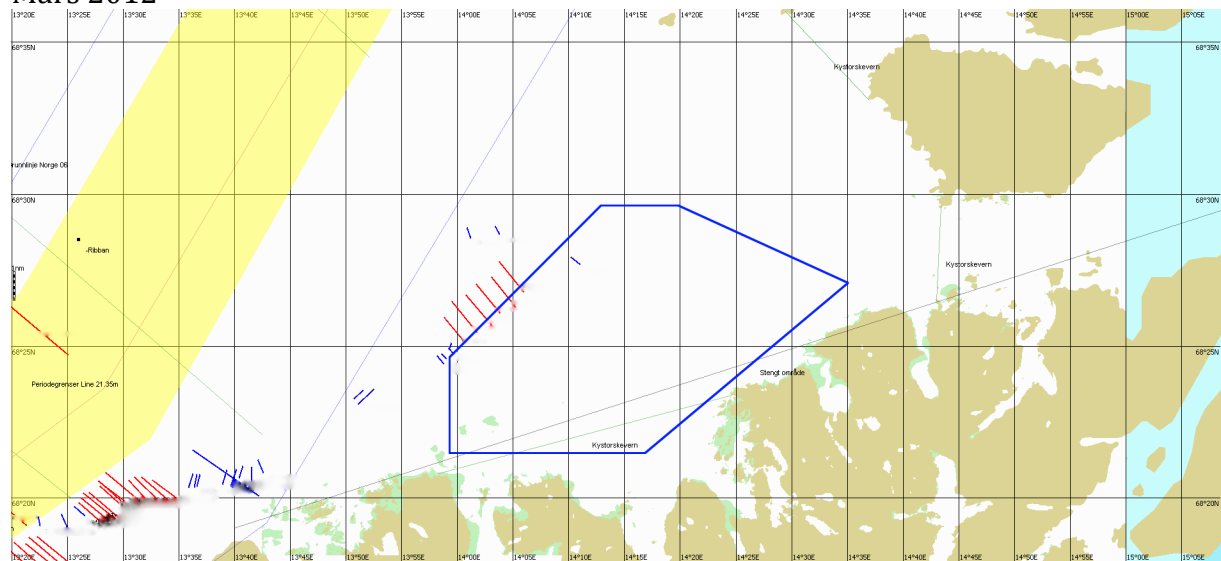 Mars 2012
13°20E 13°25E 13°30E 13°35E 13°40E 13°55E 13°50E 13°55E 14°00E 14°05E 14°10E 14°15E 14°20E 14°25E 14°30E 14°35E 14°40E 14°45E 14°50E 14°55E 15°00E 15°05E
68°35N 68°35N
Kystorskevern
runnlinje Norge 06
68°30N 68°30N
-Ribban
Kystorskevern
nm
68°25N 68°25N
Stengt område
Periodegrenser Line 21.35m
Kystorskevern
68°20N 68°20N
13°20E 13°25E 13°30E 13°35E 13°40E 13°55E 13°50E 13°55E 14°00E 14°05E 14°10E 14°15E 14°20E 14°25E 14°30E 14°35E 14°40E 14°45E 14°50E 14°55E 15°00E 15°05E